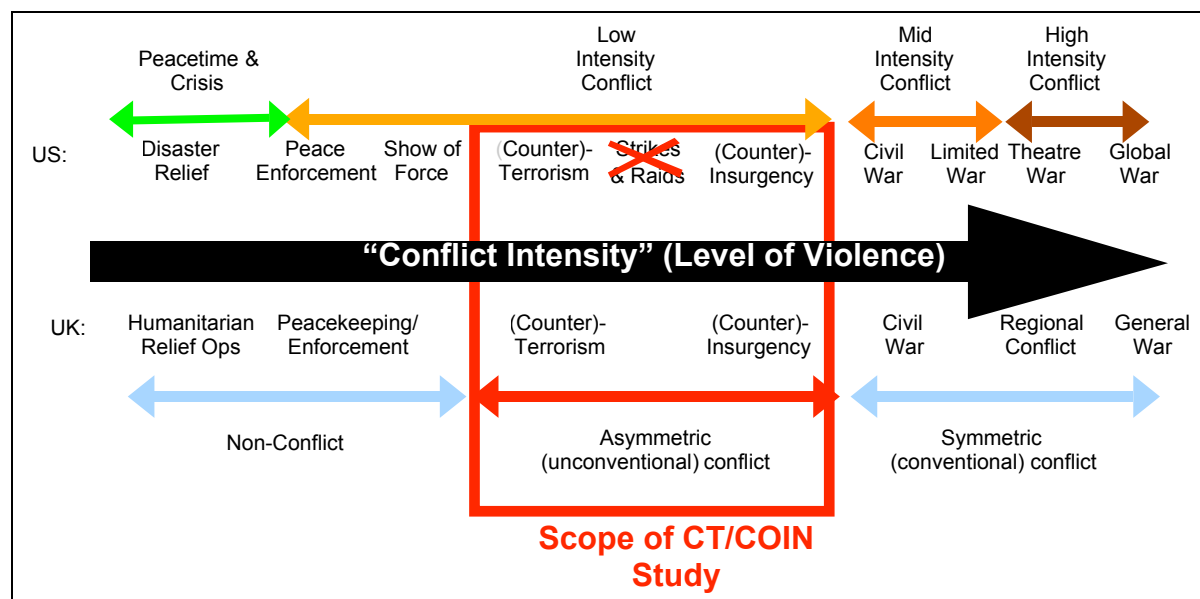 Peacetime &
Crisis
Low
Intensity
Conflict
Mid
Intensity
Conflict
High
Intensity
Conflict
US:
Disaster
Relief
Peace
Enforcement
Show of
Force
(Counter)-
Terrorism
Strikes
& Raids
(Counter)-
Insurgency
Civil
War
Limited
War
Theatre
War
Global
War
“Conflict Intensity” (Level of Violence)
UK:
Humanitarian
Relief Ops
Peacekeeping/
Enforcement
(Counter)-
Terrorism
(Counter)-
Insurgency
Civil
War
Regional
Conflict
General
War
Non-Conflict
Asymmetric
(unconventional) conflict
Symmetric
(conventional) conflict
Scope of CT/COIN
Study